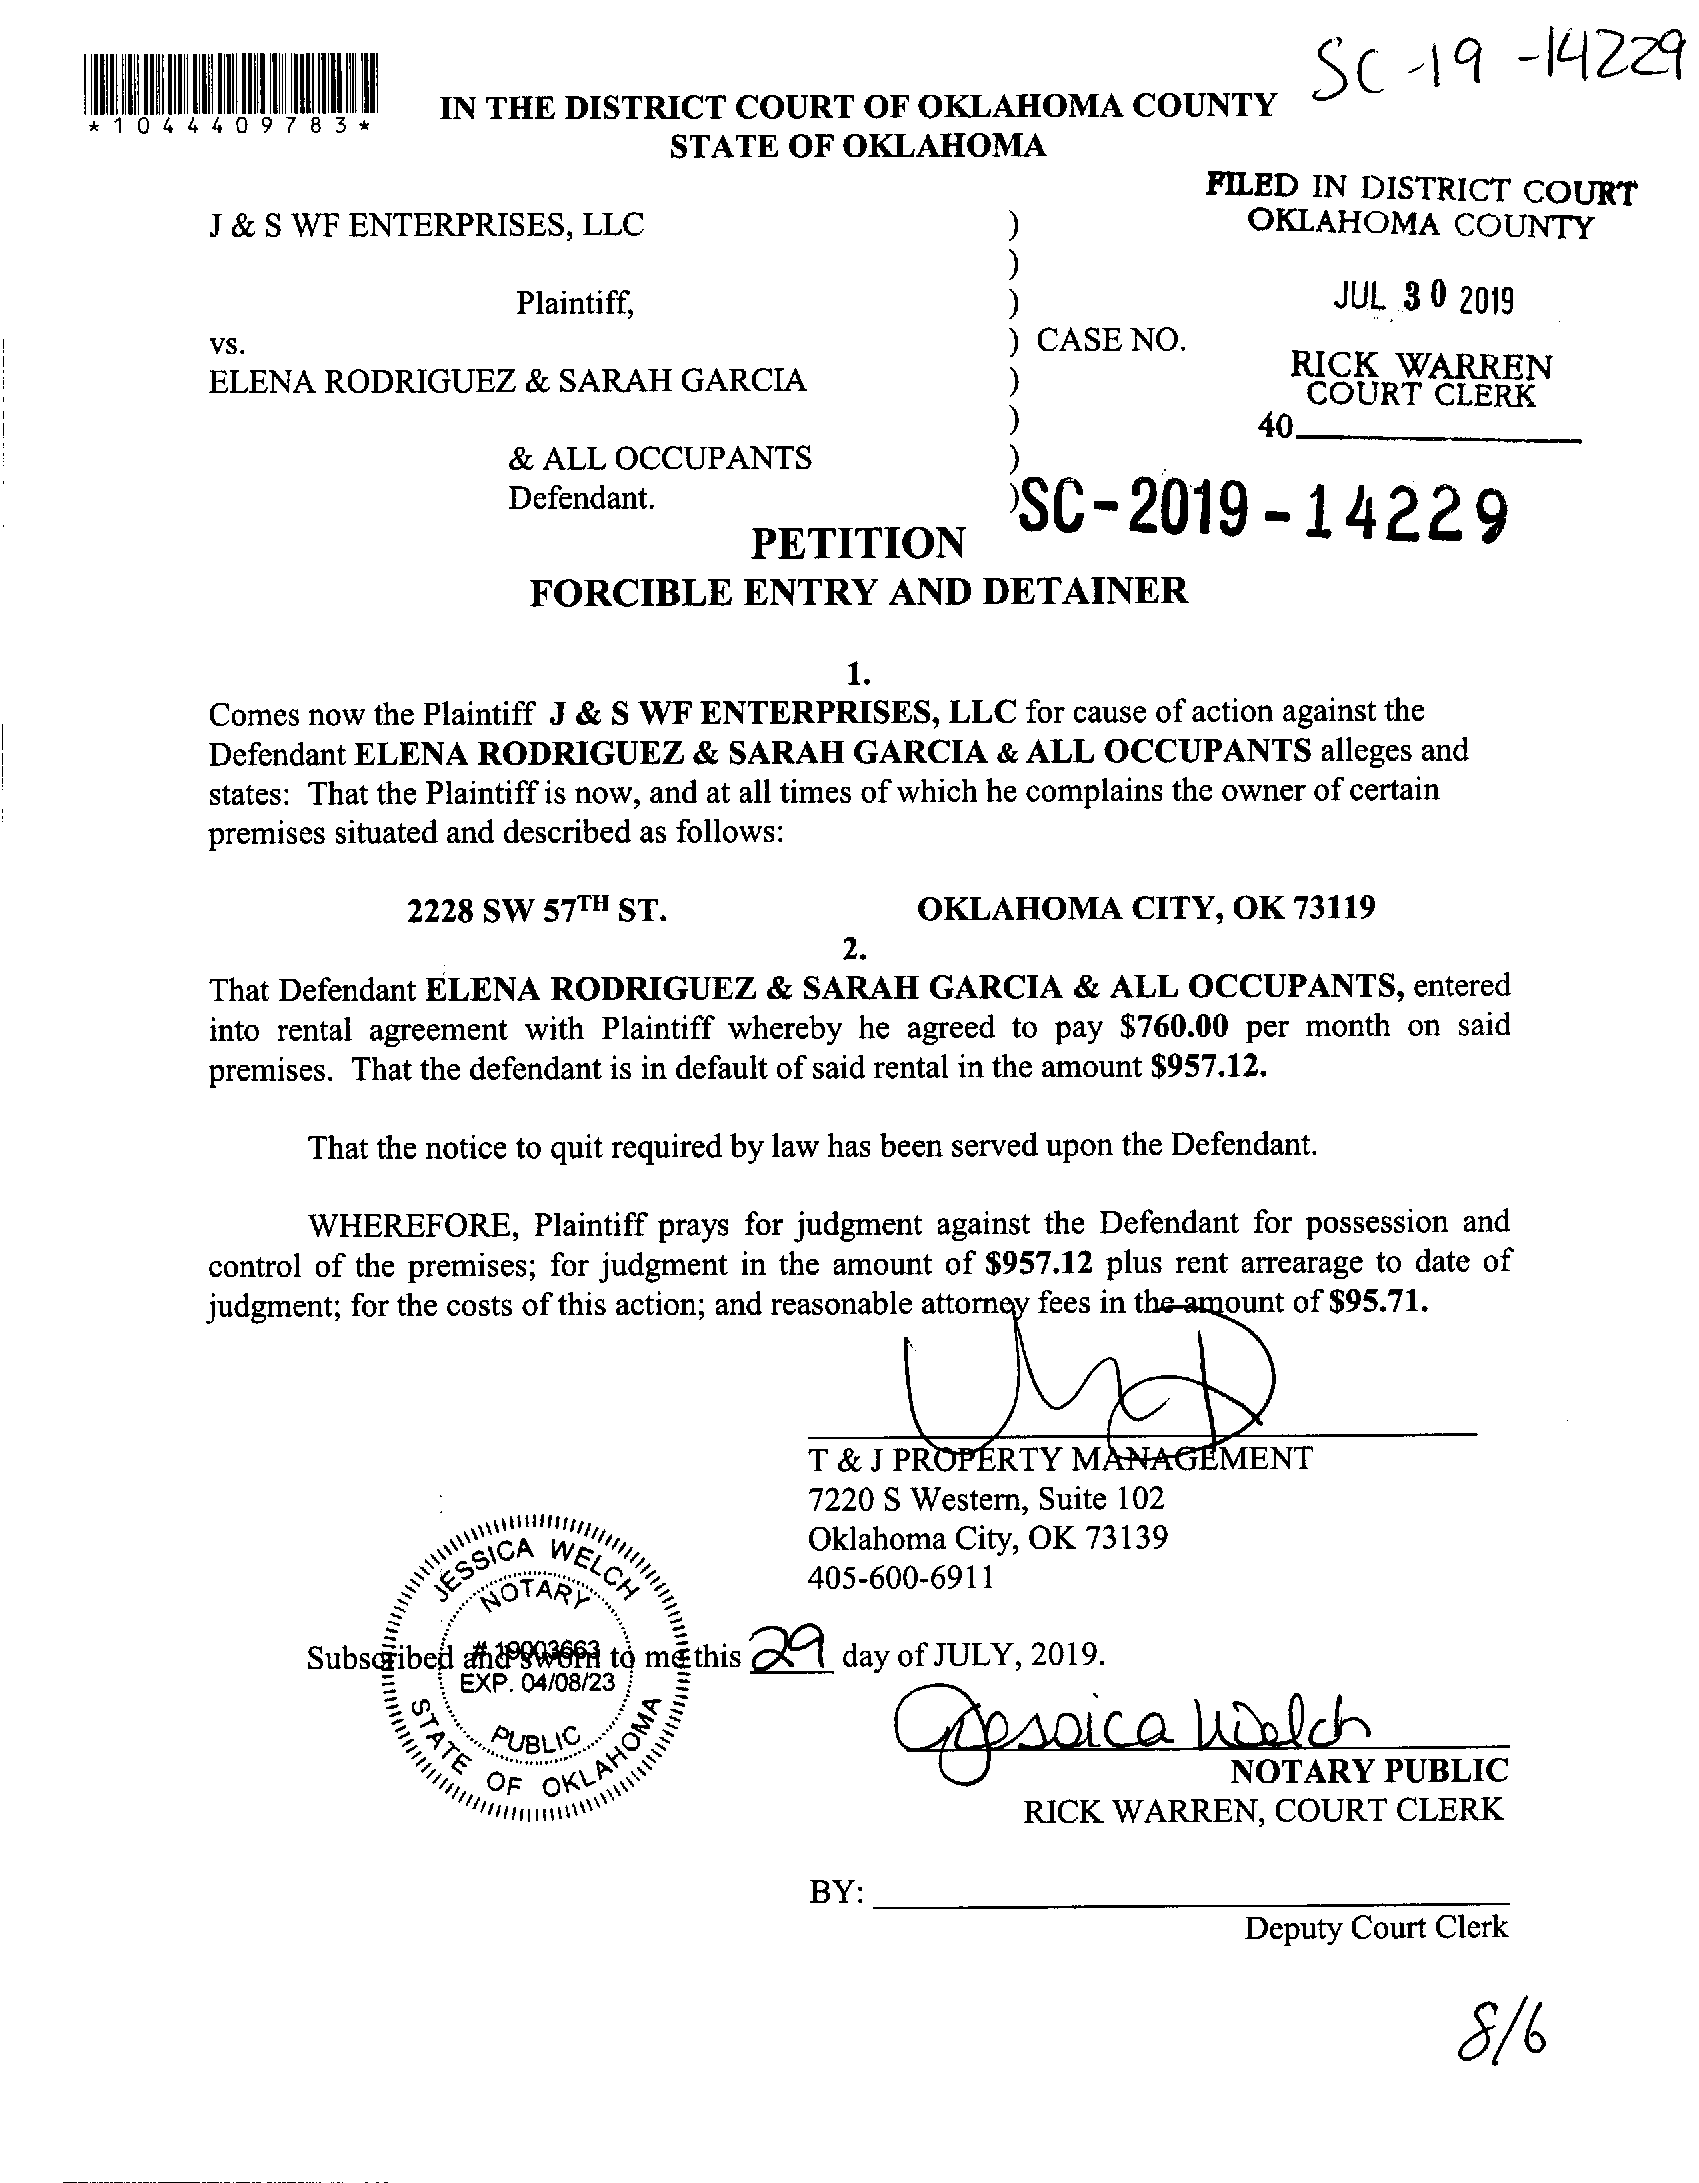 SC-19-14229
*1044409783*
IN THE DISTRICT COURT OF OKLAHOMA COUNTY
STATE OF OKLAHOMA
FILED IN DISTRICT COURT
OKLAHOMA COUNTY
J & S WF ENTERPRISES, LLC )
)
Plaintiff, )
JUL 30 2019
vs. ) CASE NO.
RICK WARREN
COURT CLERK
ELENA RODRIGUEZ & SARAH GARCIA )
)
40
& ALL OCCUPANTS )
Defendant. )
SC-2019-14229
PETITION
FORCIBLE ENTRY AND DETAINER
1.
Comes now the Plaintiff J & S WF ENTERPRISES, LLC for cause of action against the
Defendant ELENA RODRIGUEZ & SARAH GARCIA & ALL OCCUPANTS alleges and
states: That the Plaintiff is now, and at all times of which he complains the owner of certain
premises situated and described as follows:
2228 SW 57TH ST. OKLAHOMA CITY, OK 73119
2.
That Defendant ELENA RODRIGUEZ & SARAH GARCIA & ALL OCCUPANTS, entered
into rental agreement with Plaintiff whereby he agreed to pay $760.00 per month on said
premises. That the defendant is in default of said rental in the amount $957.12.
That the notice to quit required by law has been served upon the Defendant.
WHEREFORE, Plaintiff prays for judgment against the Defendant for possession and
control of the premises; for judgment in the amount of $957.12 plus rent arrearage to date of
judgment; for the costs of this action; and reasonable attorney fees in the amount of $95.71.
T & J PROPERTY MANAGEMENT
7220 S Western, Suite 102
Oklahoma City, OK 73139
405-600-6911
JESSICA WELCH
NOTARY
# 19003663
EXP. 04/08/23
PUBLIC
STATE OF OKLAHOMA
Subscribed and sworn to me this 29 day of JULY, 2019.
Jessica Welch
NOTARY PUBLIC
RICK WARREN, COURT CLERK
BY:
Deputy Court Clerk
8/6